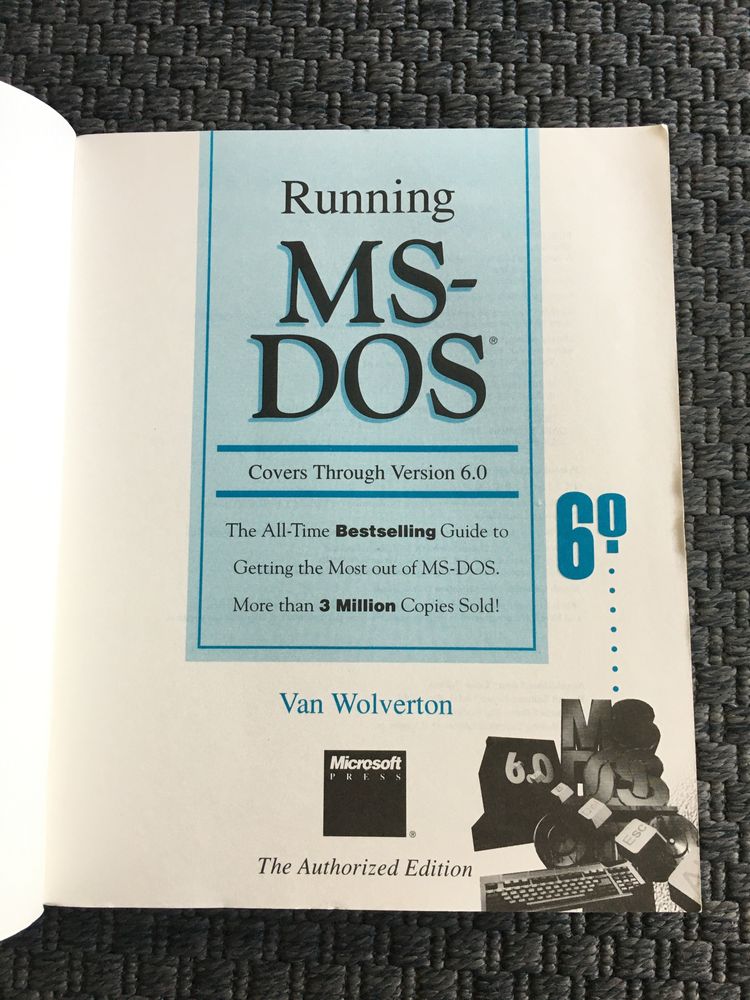 Running
MS-
DOS®
Covers Through Version 6.0
The All-Time Bestselling Guide to
Getting the Most out of MS-DOS.
More than 3 Million Copies Sold!
6.0
Van Wolverton
Microsoft
PRESS
®
The Authorized Edition
MS
DOS
6.0
Esc